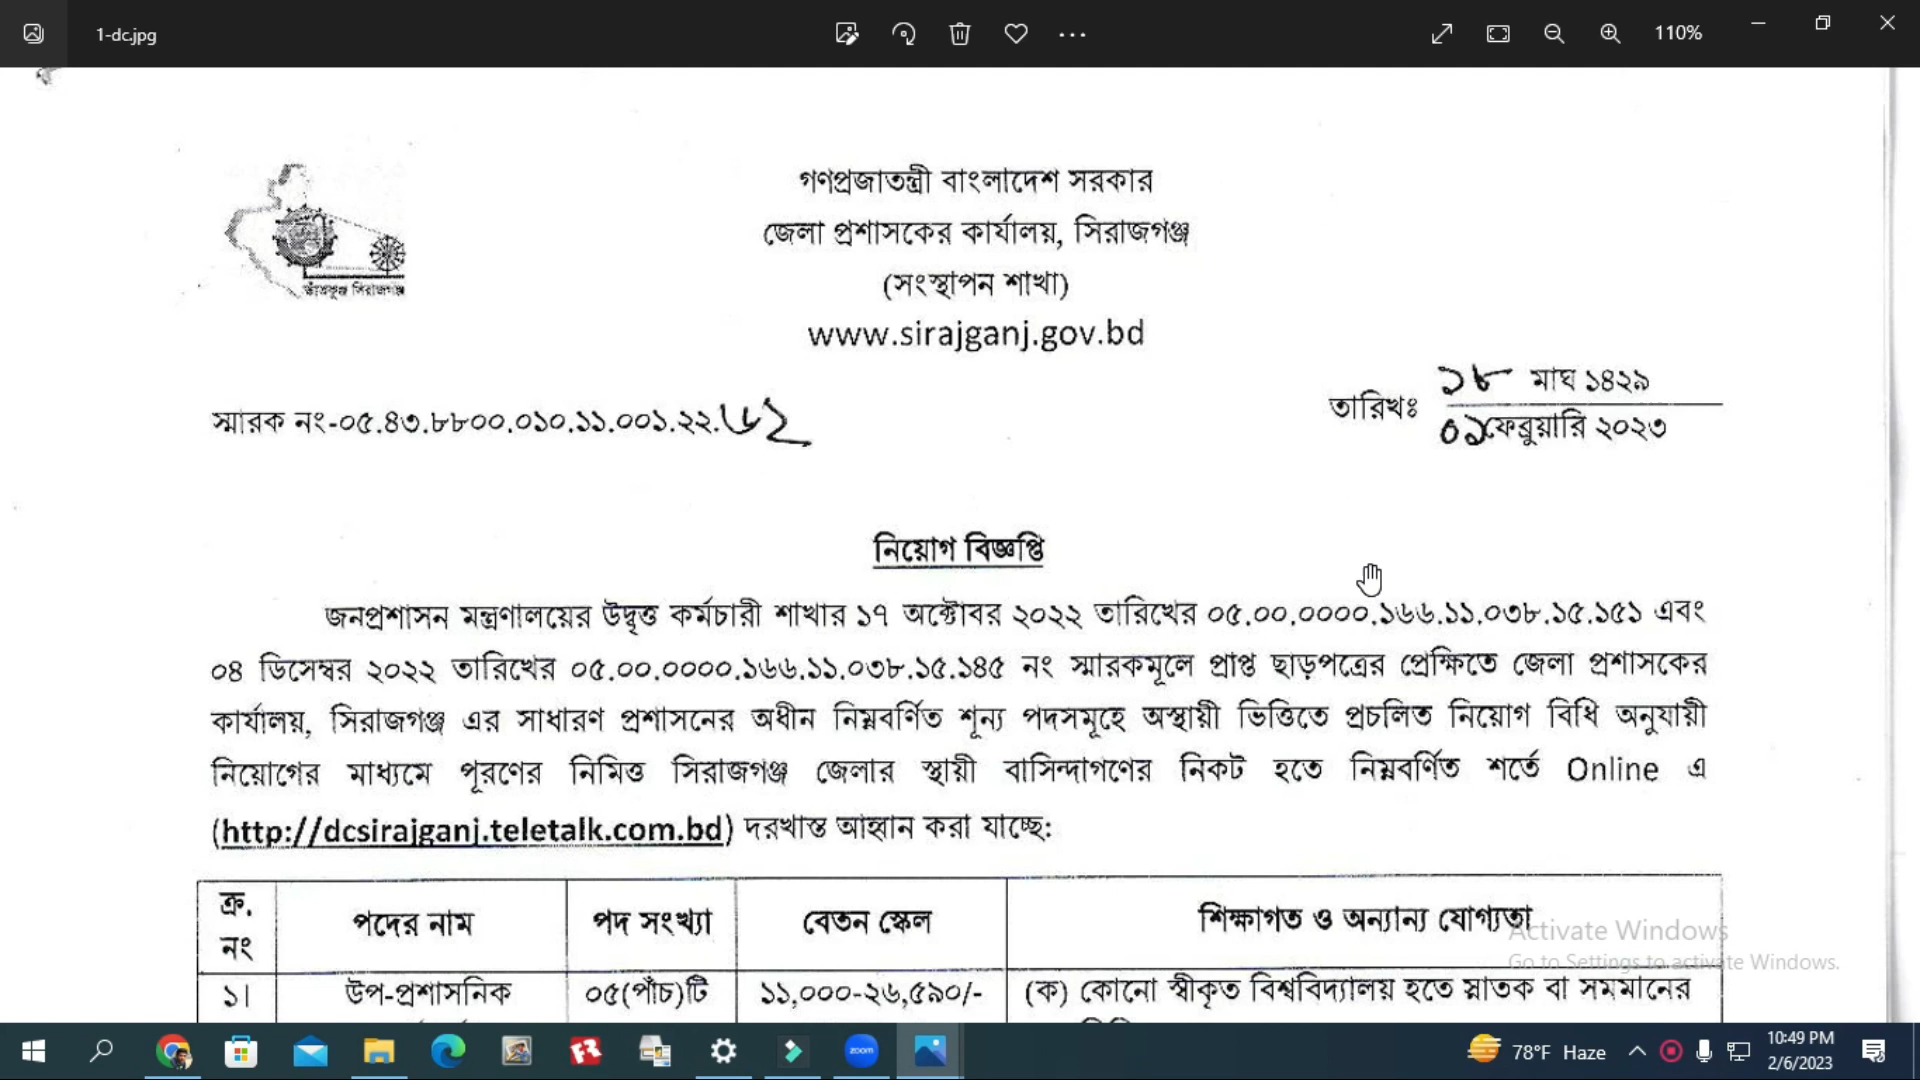 1-dc.jpg
110%
গণপ্রজাতন্ত্রী বাংলাদেশ সরকার
জেলা প্রশাসকের কার্যালয়, সিরাজগঞ্জ
(সংস্থাপন শাখা)
www.sirajganj.gov.bd
তাঁতকুঞ্জ সিরাজগঞ্জ
স্মারক নং-০৫.৪৩.৮৮০০.০১০.১১.০০১.২২.৬২
তারিখঃ ১৮ মাঘ ১৪২৯
০১ফেব্রুয়ারি ২০২৩
নিয়োগ বিজ্ঞপ্তি
জনপ্রশাসন মন্ত্রণালয়ের উদ্বৃত্ত কর্মচারী শাখার ১৭ অক্টোবর ২০২২ তারিখের ০৫.০০.০০০০.১৬৬.১১.০৩৮.১৫.১৫১ এবং
০৪ ডিসেম্বর ২০২২ তারিখের ০৫.০০.০০০০.১৬৬.১১.০৩৮.১৫.১৪৫ নং স্মারকমূলে প্রাপ্ত ছাড়পত্রের প্রেক্ষিতে জেলা প্রশাসকের
কার্যালয়, সিরাজগঞ্জ এর সাধারণ প্রশাসনের অধীন নিম্নবর্ণিত শূন্য পদসমূহে অস্থায়ী ভিত্তিতে প্রচলিত নিয়োগ বিধি অনুযায়ী
নিয়োগের মাধ্যমে পূরণের নিমিত্ত সিরাজগঞ্জ জেলার স্থায়ী বাসিন্দাগণের নিকট হতে নিম্নবর্ণিত শর্তে Online এ
(http://dcsirajganj.teletalk.com.bd) দরখাস্ত আহ্বান করা যাচ্ছে:
ক্র. নং পদের নাম পদ সংখ্যা বেতন স্কেল শিক্ষাগত ও অন্যান্য যোগ্যতা
১। উপ-প্রশাসনিক ০৫(পাঁচ)টি ১১,০০০-২৬,৫৯০/- (ক) কোনো স্বীকৃত বিশ্ববিদ্যালয় হতে স্নাতক বা সমমানের
Activate Windows
Go to Settings to activate Windows.
zoom
78°F Haze
10:49 PM
2/6/2023